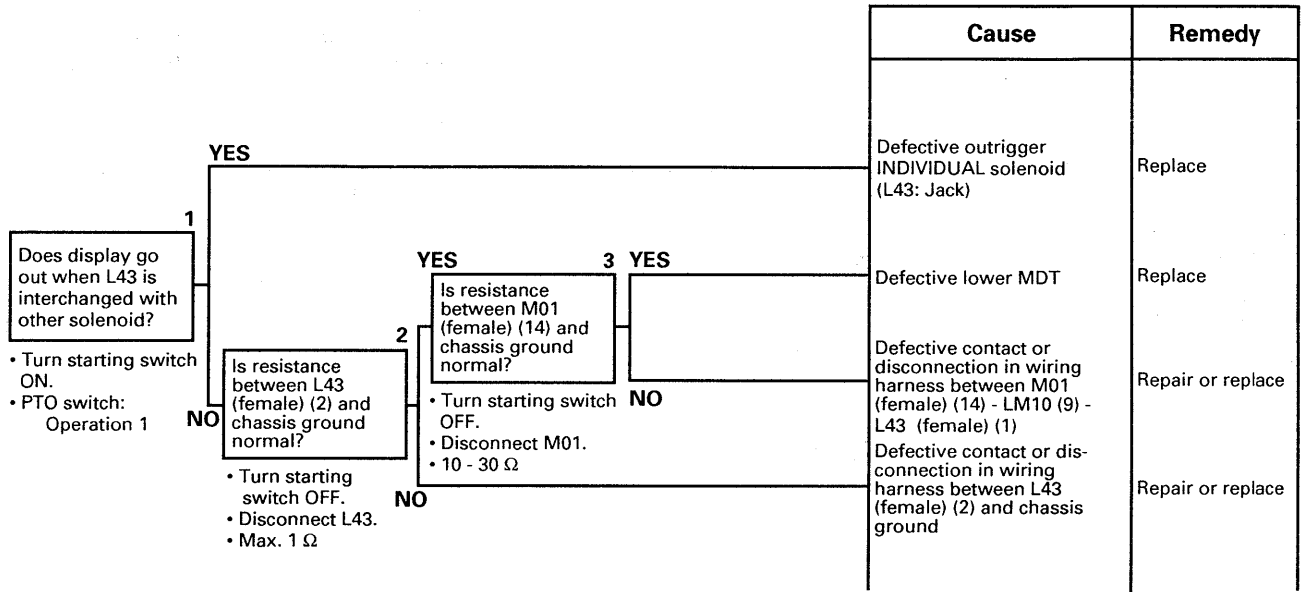 Cause
Remedy
YES
Defective outrigger
INDIVIDUAL solenoid
(L43: Jack)
Replace
1
Does display go
out when L43 is
interchanged with
other solenoid?
• Turn starting switch
ON.
• PTO switch:
Operation 1
NO
2
Is resistance
between L43
(female) (2) and
chassis ground
normal?
• Turn starting
switch OFF.
• Disconnect L43.
• Max. 1 Ω
YES
3
Is resistance
between M01
(female) (14) and
chassis ground
normal?
• Turn starting switch
OFF.
• Disconnect M01.
• 10 - 30 Ω
YES
Defective lower MDT
Replace
NO
Defective contact or
disconnection in wiring
harness between M01
(female) (14) - LM10 (9) -
L43 (female) (1)
Repair or replace
NO
Defective contact or dis-
connection in wiring
harness between L43
(female) (2) and chassis
ground
Repair or replace